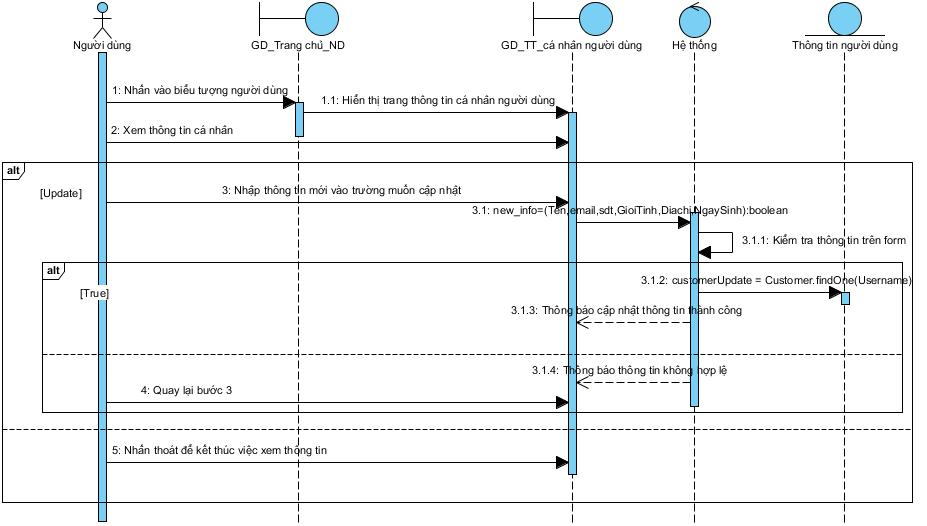 Người dùng
GD_Trang chủ_ND
GD_TT_cá nhân người dùng
Hệ thống
Thông tin người dùng
1: Nhấn vào biểu tượng người dùng
1.1: Hiển thị trang thông tin cá nhân người dùng
2: Xem thông tin cá nhân
alt
[Update]
3: Nhập thông tin mới vào trường muốn cập nhật
3.1: new_info=(Ten,email,sdt,GioiTinh,Diachi,NgaySinh):boolean
3.1.1: Kiểm tra thông tin trên form
alt
[True]
3.1.2: customerUpdate = Customer.findOne(Username)
3.1.3: Thông báo cập nhật thông tin thành công
3.1.4: Thông báo thông tin không hợp lệ
4: Quay lại bước 3
5: Nhấn thoát để kết thúc việc xem thông tin